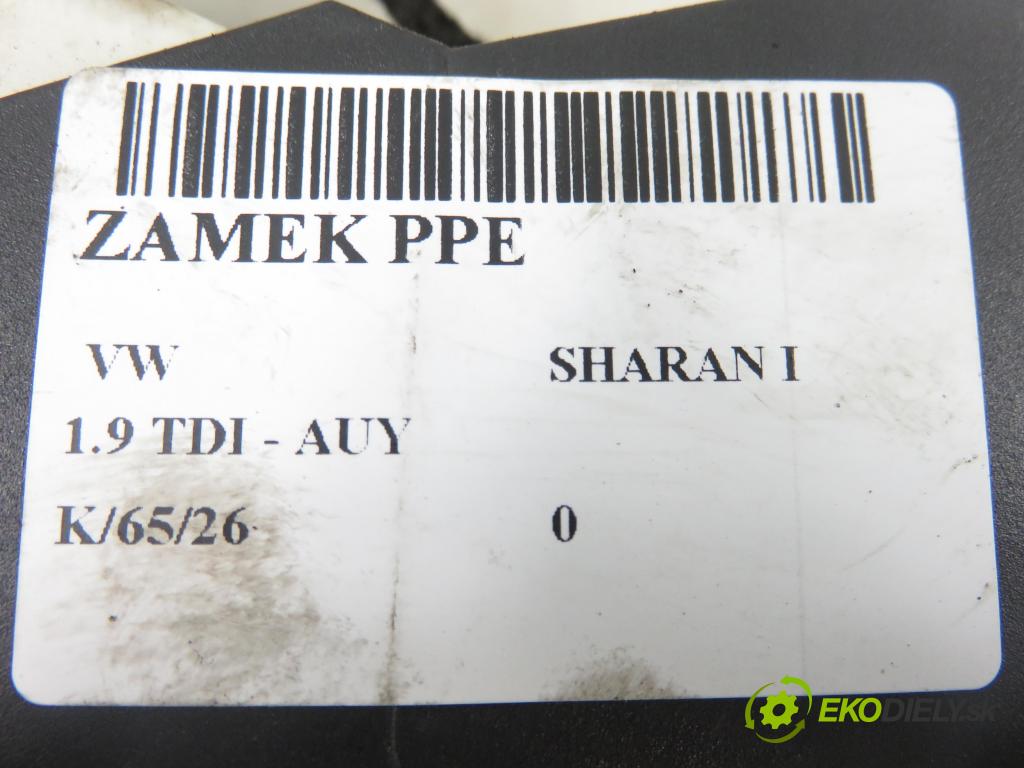 ZAMEK PPE
VW SHARAN I
1.9 TDI - AUY
K/65/26 0
EKODIELY.sk